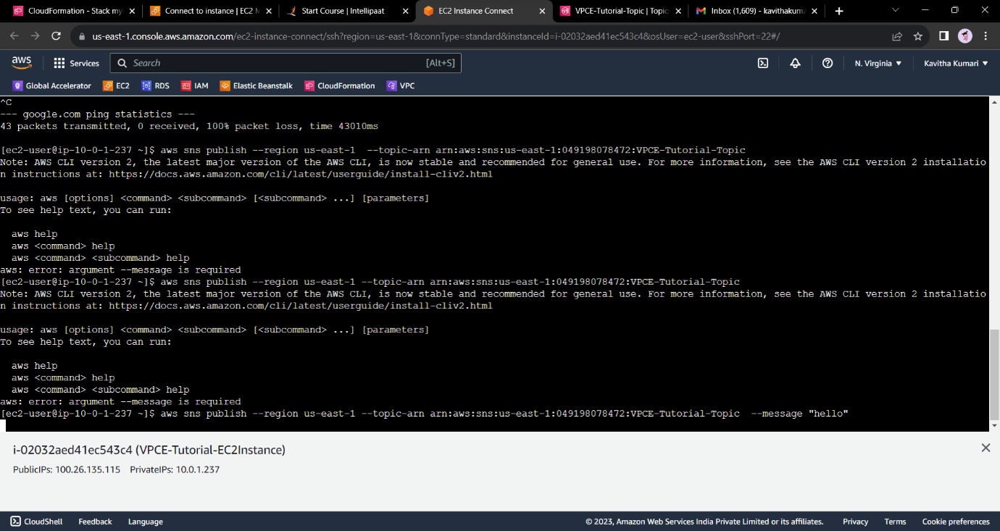 CloudFormation - Stack my
Connect to instance | EC2 M
Start Course | Intellipaat
EC2 Instance Connect
VPCE-Tutorial-Topic | Topics
Inbox (1,609) - kavithakuma
us-east-1.console.aws.amazon.com/ec2-instance-connect/ssh?region=us-east-1&connType=standard&instanceId=i-02032aed41ec543c4&osUser=ec2-user&sshPort=22#/
aws
Services
Search
[Alt+S]
N. Virginia
Kavitha Kumari
Global Accelerator
EC2
RDS
IAM
Elastic Beanstalk
CloudFormation
VPC
^C
--- google.com ping statistics ---
43 packets transmitted, 0 received, 100% packet loss, time 43010ms
[ec2-user@ip-10-0-1-237 ~]$ aws sns publish --region us-east-1  --topic-arn arn:aws:sns:us-east-1:049198078472:VPCE-Tutorial-Topic
Note: AWS CLI version 2, the latest major version of the AWS CLI, is now stable and recommended for general use. For more information, see the AWS CLI version 2 installatio
n instructions at: https://docs.aws.amazon.com/cli/latest/userguide/install-cliv2.html
usage: aws [options] <command> <subcommand> [<subcommand> ...] [parameters]
To see help text, you can run:
aws help
aws <command> help
aws <command> <subcommand> help
aws: error: argument --message is required
[ec2-user@ip-10-0-1-237 ~]$ aws sns publish --region us-east-1 --topic-arn arn:aws:sns:us-east-1:049198078472:VPCE-Tutorial-Topic
Note: AWS CLI version 2, the latest major version of the AWS CLI, is now stable and recommended for general use. For more information, see the AWS CLI version 2 installatio
n instructions at: https://docs.aws.amazon.com/cli/latest/userguide/install-cliv2.html
usage: aws [options] <command> <subcommand> [<subcommand> ...] [parameters]
To see help text, you can run:
aws help
aws <command> help
aws <command> <subcommand> help
aws: error: argument --message is required
[ec2-user@ip-10-0-1-237 ~]$ aws sns publish --region us-east-1 --topic-arn arn:aws:sns:us-east-1:049198078472:VPCE-Tutorial-Topic  --message "hello"
i-02032aed41ec543c4 (VPCE-Tutorial-EC2Instance)
PublicIPs: 100.26.135.115 PrivateIPs: 10.0.1.237
CloudShell
Feedback
Language
© 2023, Amazon Web Services India Private Limited or its affiliates.
Privacy
Terms
Cookie preferences